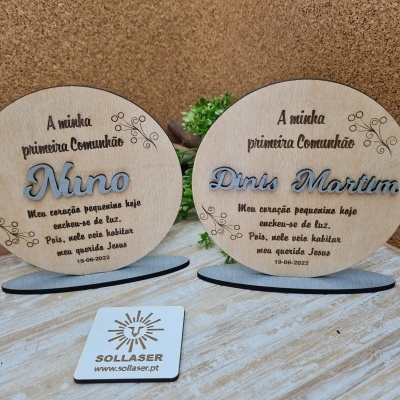 A minha
primeira Comunhão
Nuno
Meu coração pequenino hoje
encheu-se de luz.
Pois, nele veio habitar
meu querido Jesus
19-06-2022
A minha
primeira Comunhão
Dinis Martim
Meu coração pequenino hoje
encheu-se de luz.
Pois, nele veio habitar
meu querido Jesus
19-06-2022
SOLLASER
www.sollaser.pt